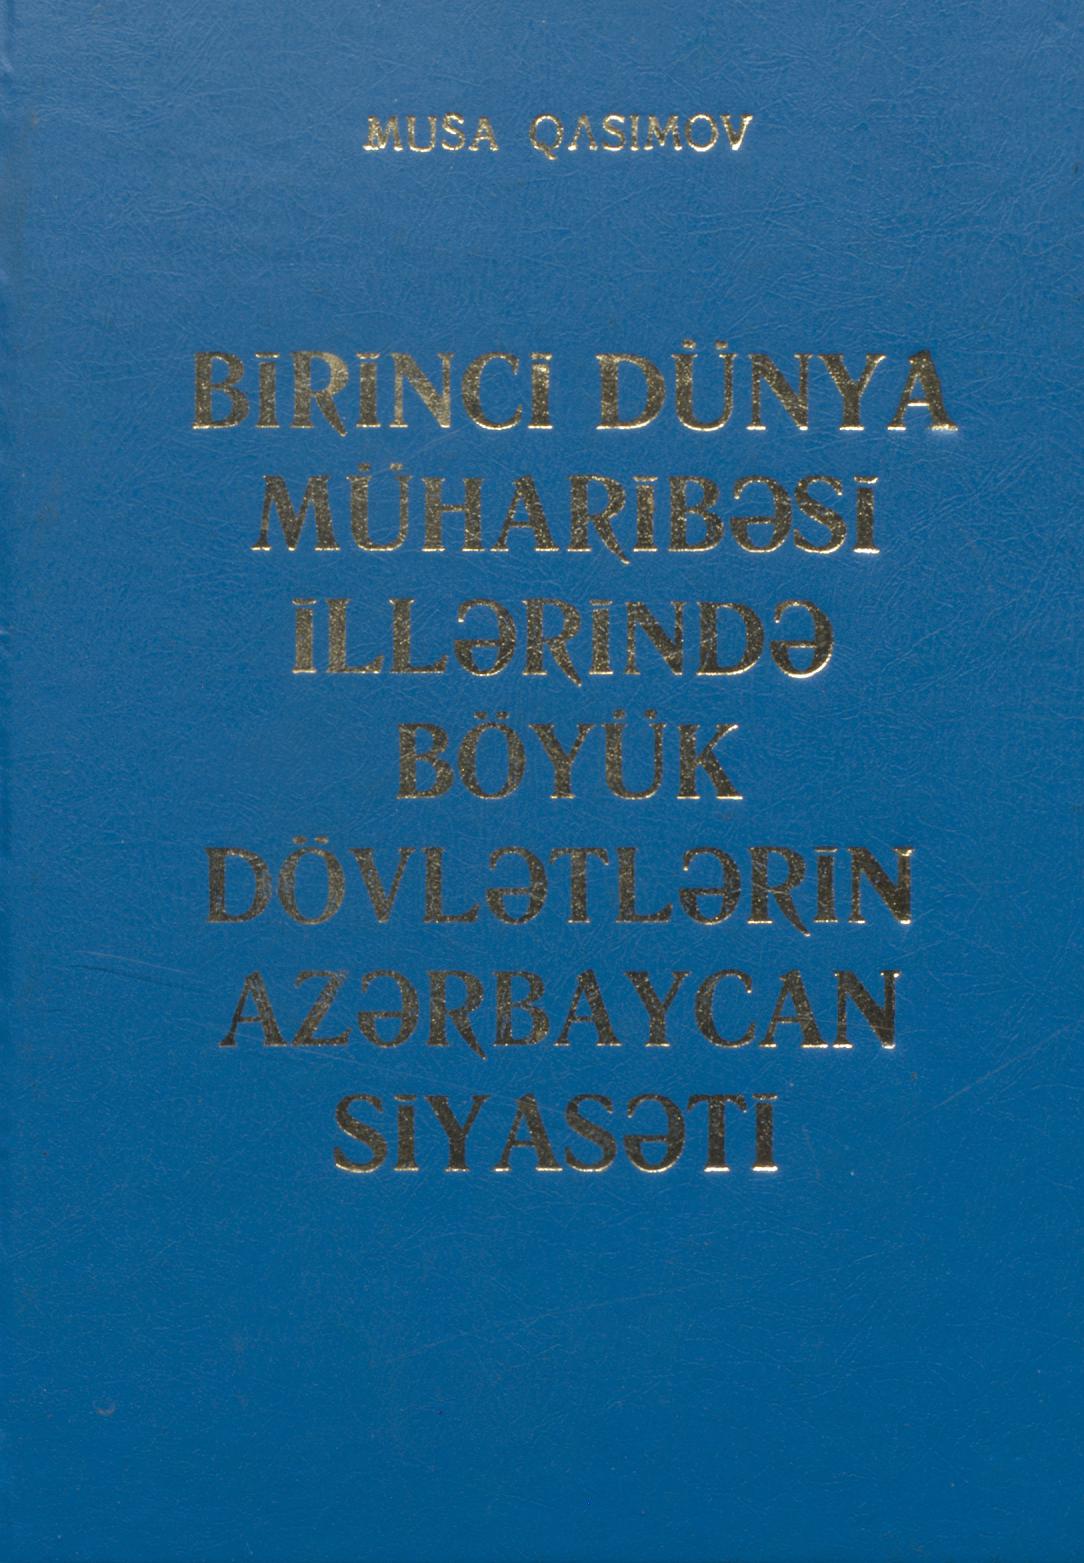 MUSA QASIMOV
BİRİNCİ DÜNYA
MÜHARİBƏSİ
İLLƏRİNDƏ
BÖYÜK
DÖVLƏTLƏRİN
AZƏRBAYCAN
SİYASƏTİ